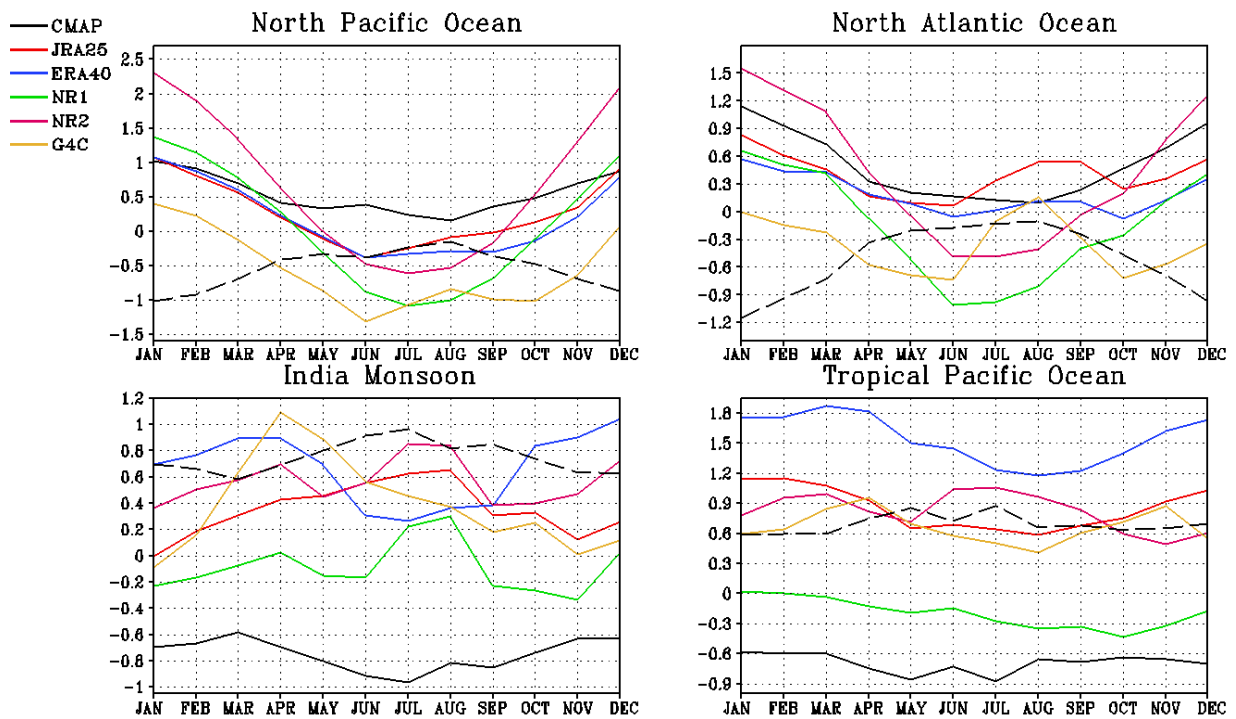 CMAP
JRA25
ERA40
NR1
NR2
G4C
North Pacific Ocean
2.5
2
1.5
1
0.5
0
-0.5
-1
-1.5
JAN FEB MAR APR MAY JUN JUL AUG SEP OCT NOV DEC
North Atlantic Ocean
1.5
1.2
0.9
0.6
0.3
0
-0.3
-0.6
-0.9
-1.2
JAN FEB MAR APR MAY JUN JUL AUG SEP OCT NOV DEC
India Monsoon
1.2
1
0.8
0.6
0.4
0.2
0
-0.2
-0.4
-0.6
-0.8
-1
JAN FEB MAR APR MAY JUN JUL AUG SEP OCT NOV DEC
Tropical Pacific Ocean
1.8
1.5
1.2
0.9
0.6
0.3
0
-0.3
-0.6
-0.9
JAN FEB MAR APR MAY JUN JUL AUG SEP OCT NOV DEC